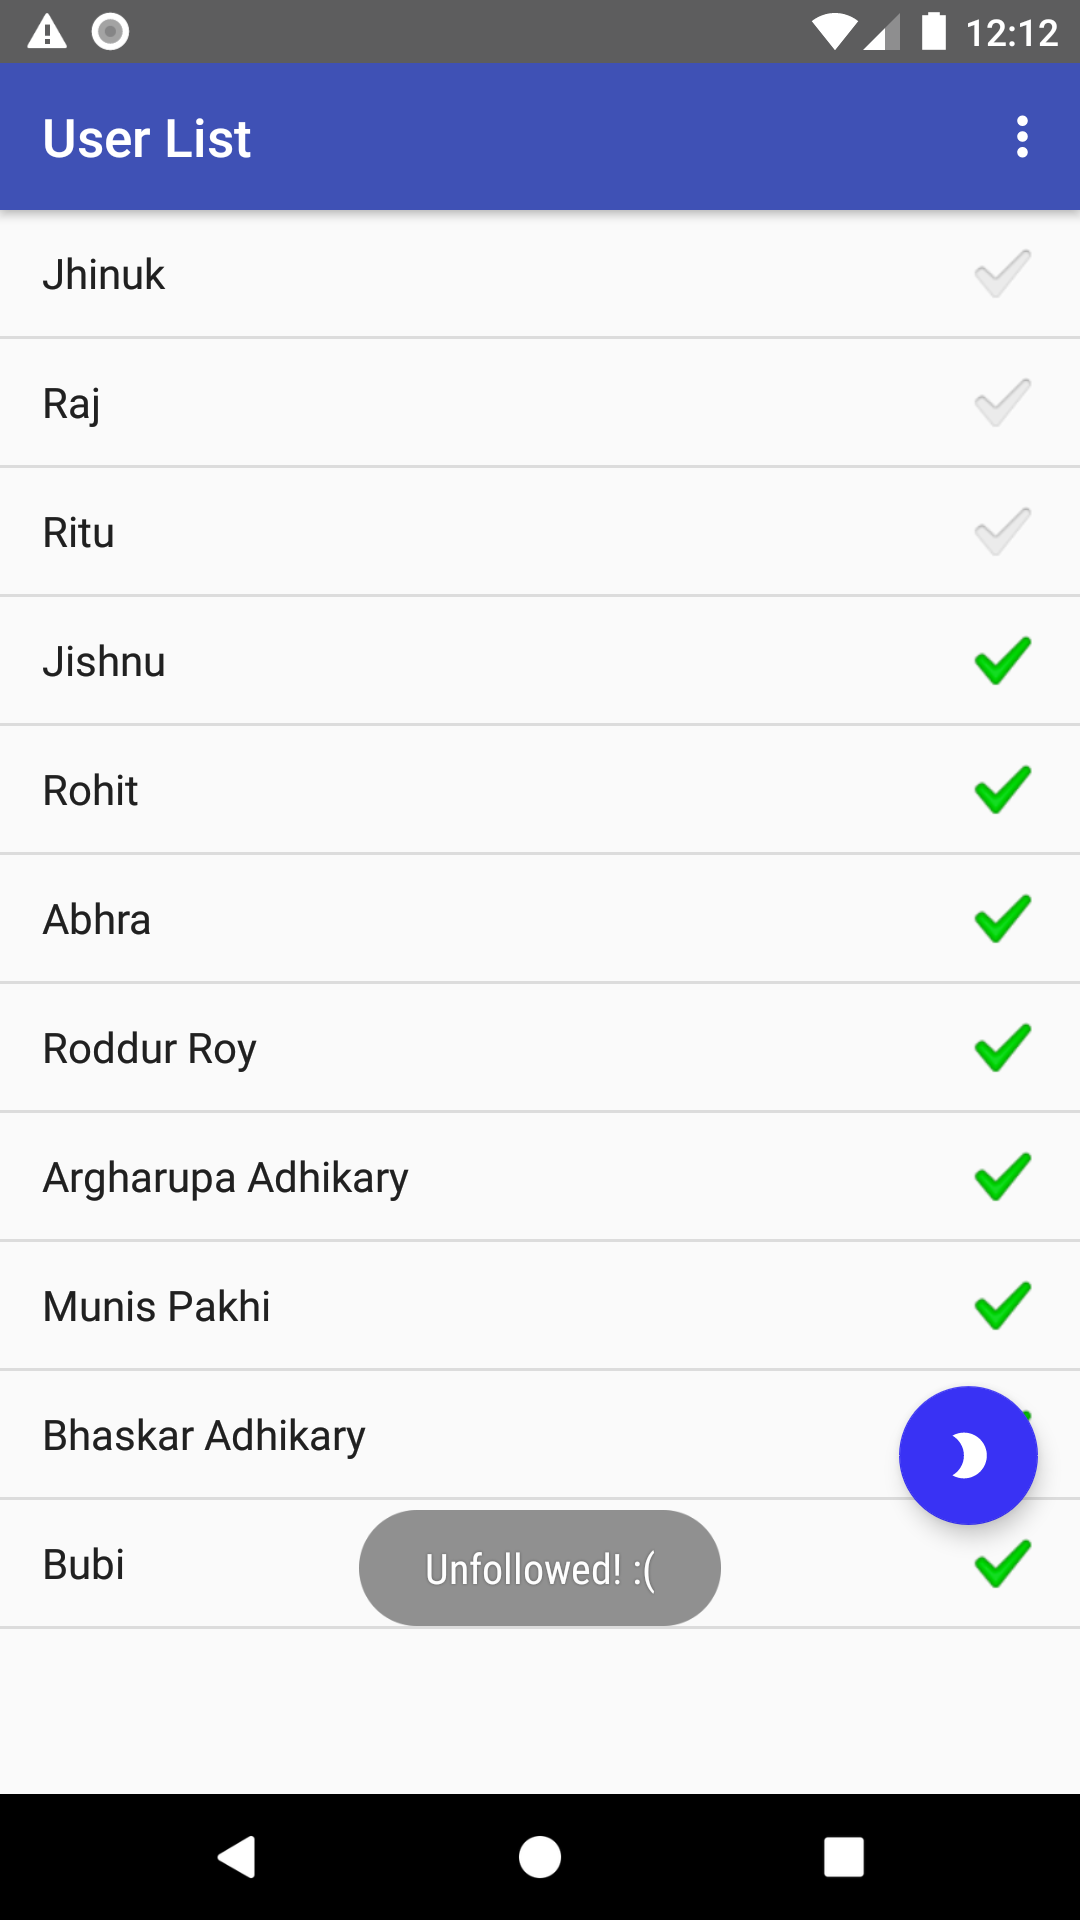 12:12
User List
Jhinuk
Raj
Ritu
Jishnu
Rohit
Abhra
Roddur Roy
Argharupa Adhikary
Munis Pakhi
Bhaskar Adhikary
Bubi
Unfollowed! :(